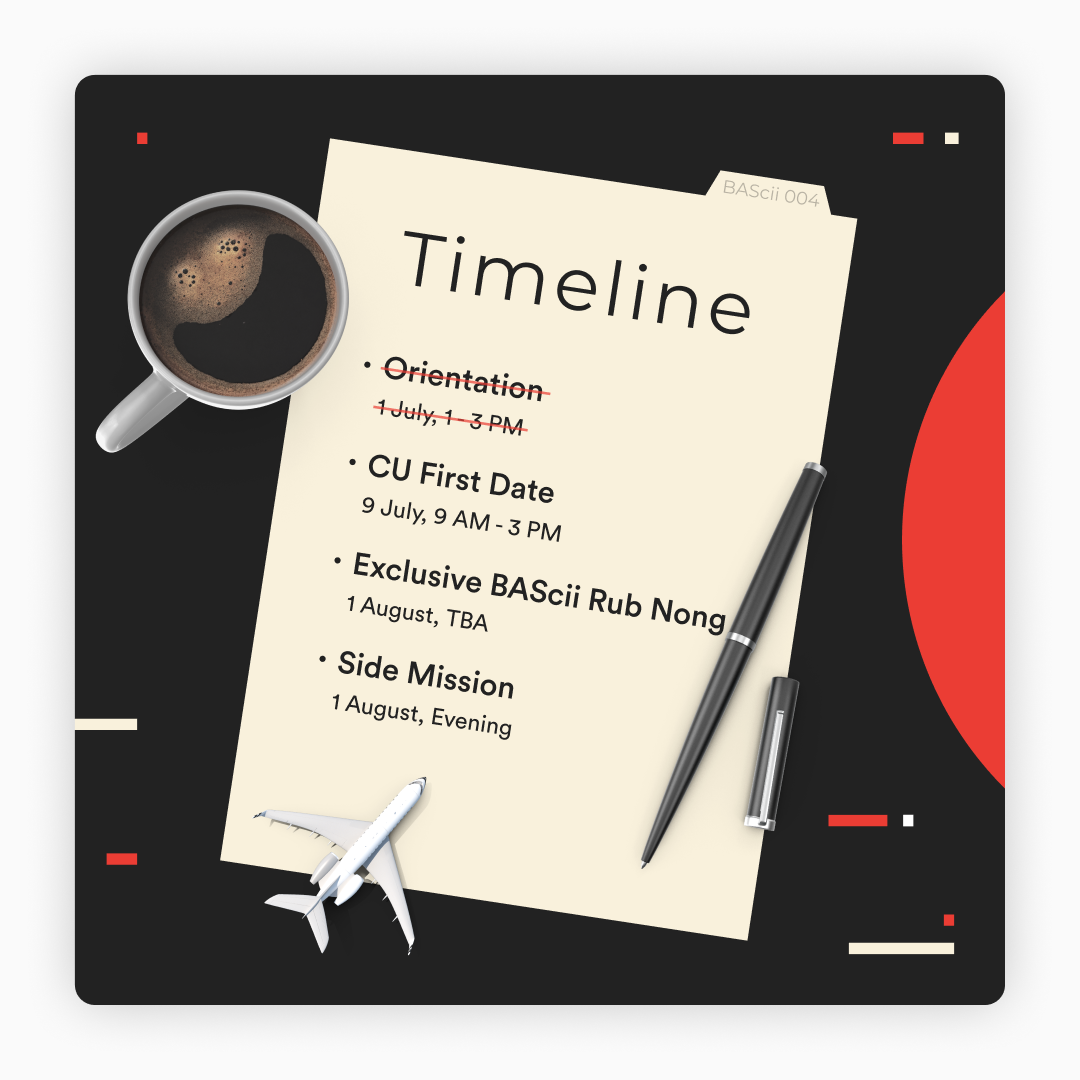 BAScii 004
Timeline
• Orientation
1 July, 1 - 3 PM
• CU First Date
9 July, 9 AM - 3 PM
• Exclusive BAScii Rub Nong
1 August, TBA
• Side Mission
1 August, Evening